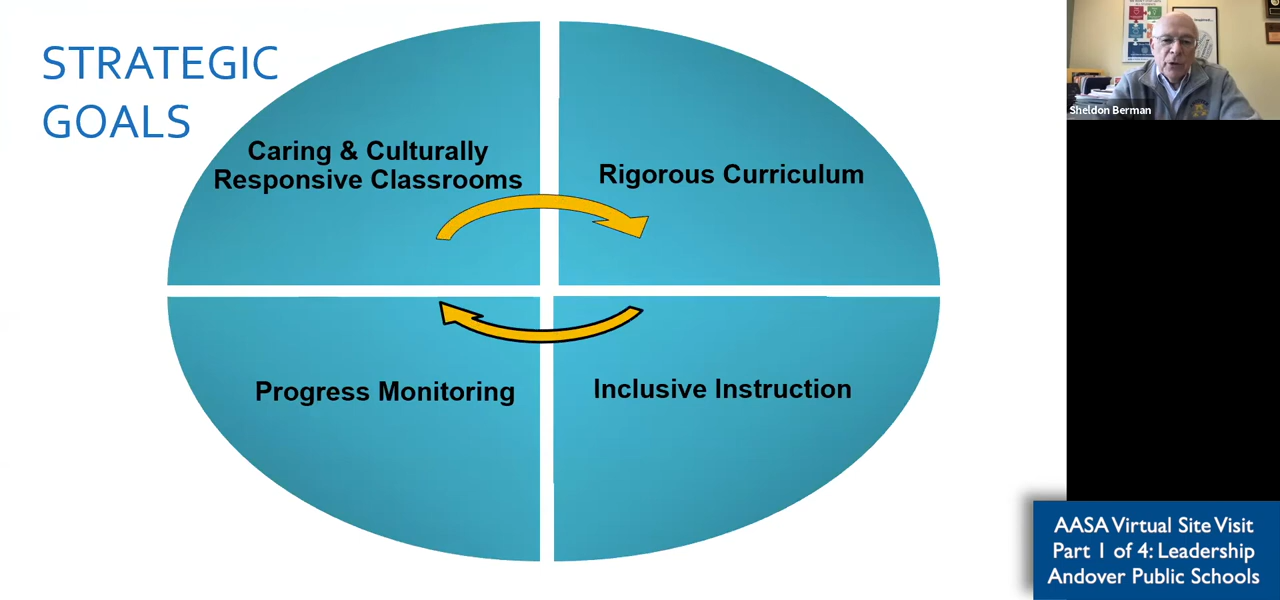 STRATEGIC
GOALS
Caring & Culturally
Responsive Classrooms
Rigorous Curriculum
Progress Monitoring
Inclusive Instruction
Sheldon Berman
AASA Virtual Site Visit
Part 1 of 4: Leadership
Andover Public Schools